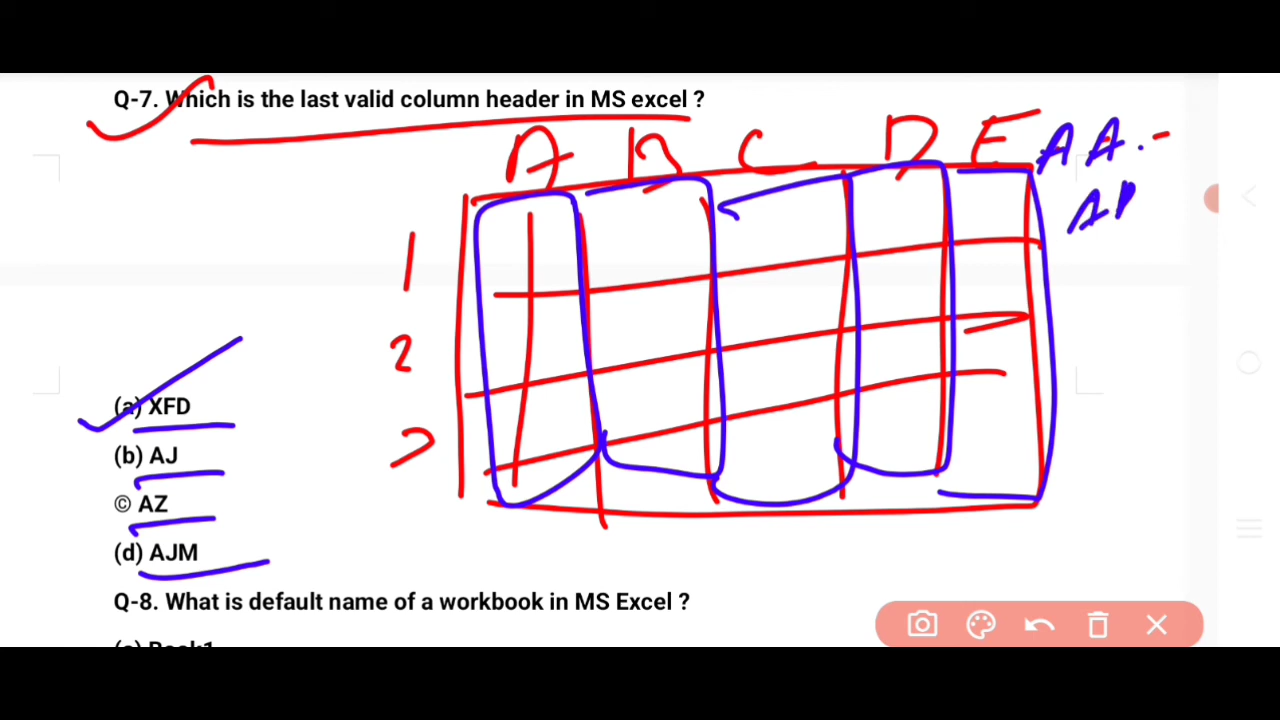 Q-7. Which is the last valid column header in MS excel ?
A B C D E AA.-
1
2
3
(a) XFD
(b) AJ
© AZ
(d) AJM
Q-8. What is default name of a workbook in MS Excel ?
(a) Book1